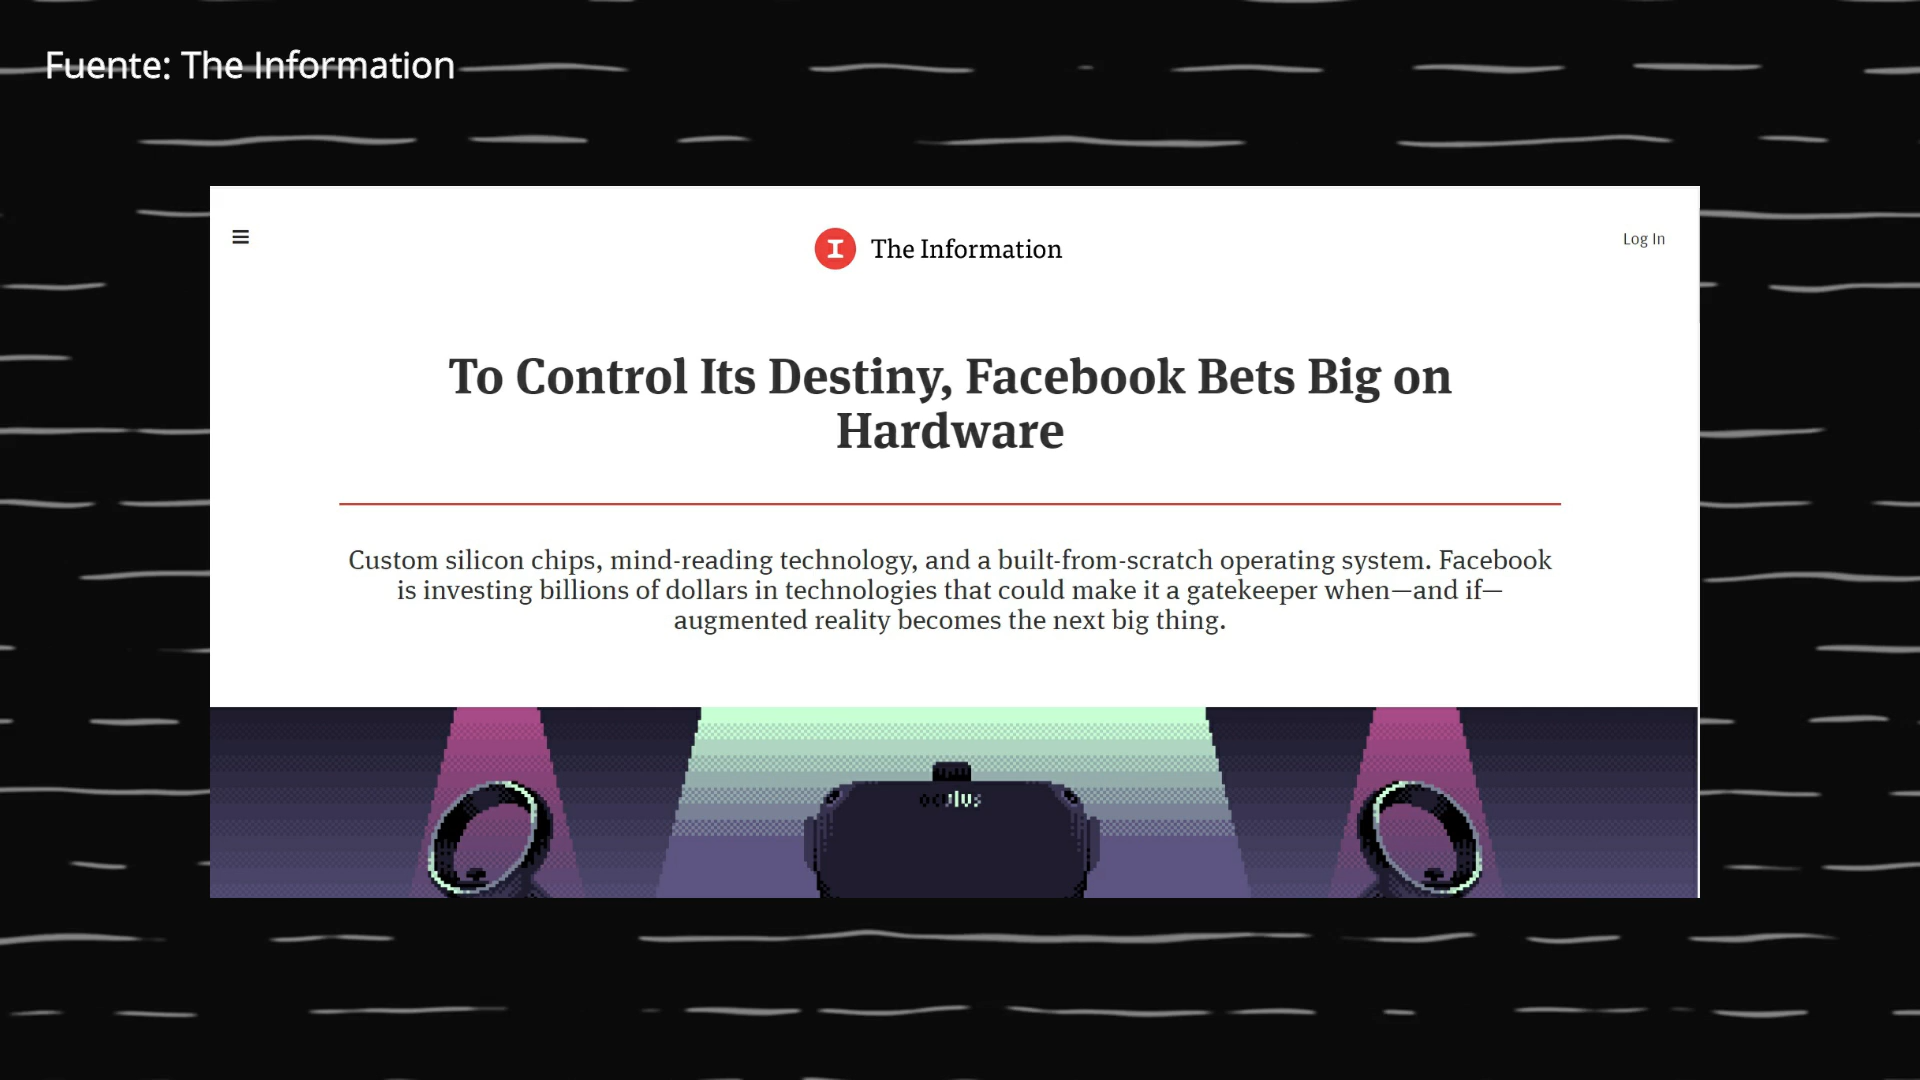 Fuente: The Information
The Information
Log In
To Control Its Destiny, Facebook Bets Big on
Hardware
Custom silicon chips, mind-reading technology, and a built-from-scratch operating system. Facebook
is investing billions of dollars in technologies that could make it a gatekeeper when—and if—
augmented reality becomes the next big thing.
oculus